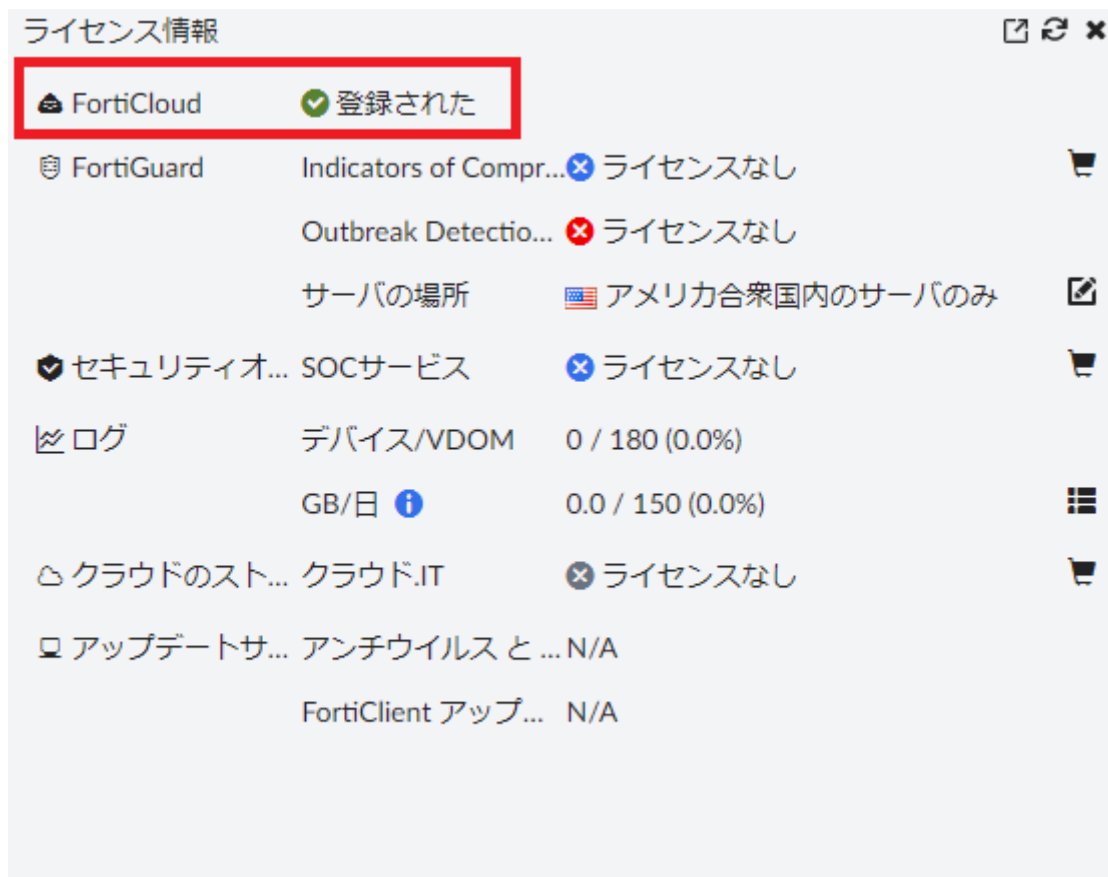 ライセンス情報
FortiCloud 登録された
FortiGuard Indicators of Compr... ライセンスなし
Outbreak Detectio... ライセンスなし
サーバの場所 アメリカ合衆国内のサーバのみ
セキュリティオ... SOCサービス ライセンスなし
ログ デバイス/VDOM 0 / 180 (0.0%)
GB/日 0.0 / 150 (0.0%)
クラウドのスト... クラウド.IT ライセンスなし
アップデートサ... アンチウイルス と ... N/A
FortiClient アップ... N/A